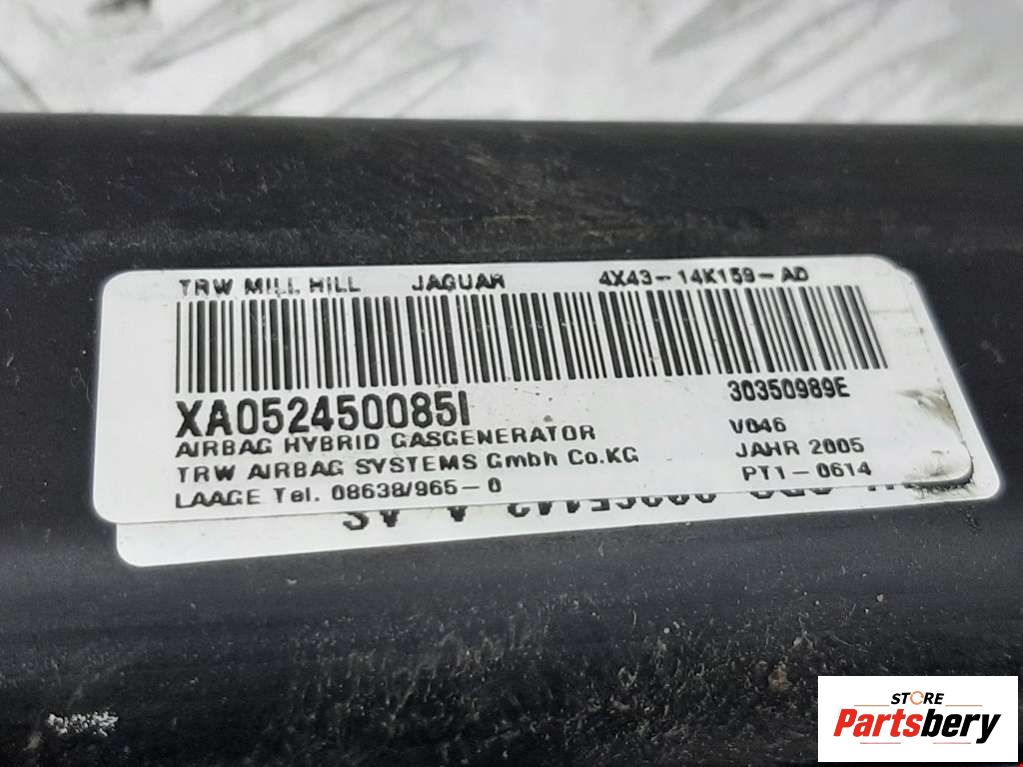 TRW MILL HILL JAGUAR 4X43-14K159-AD
XA052450085I 30350989E
AIRBAG HYBRID GASGENERATOR V046
TRW AIRBAG SYSTEMS Gmbh Co.KG JAHR 2005
LAAGE Tel. 08638/965-0 PT1-0614
STORE
Partsbery